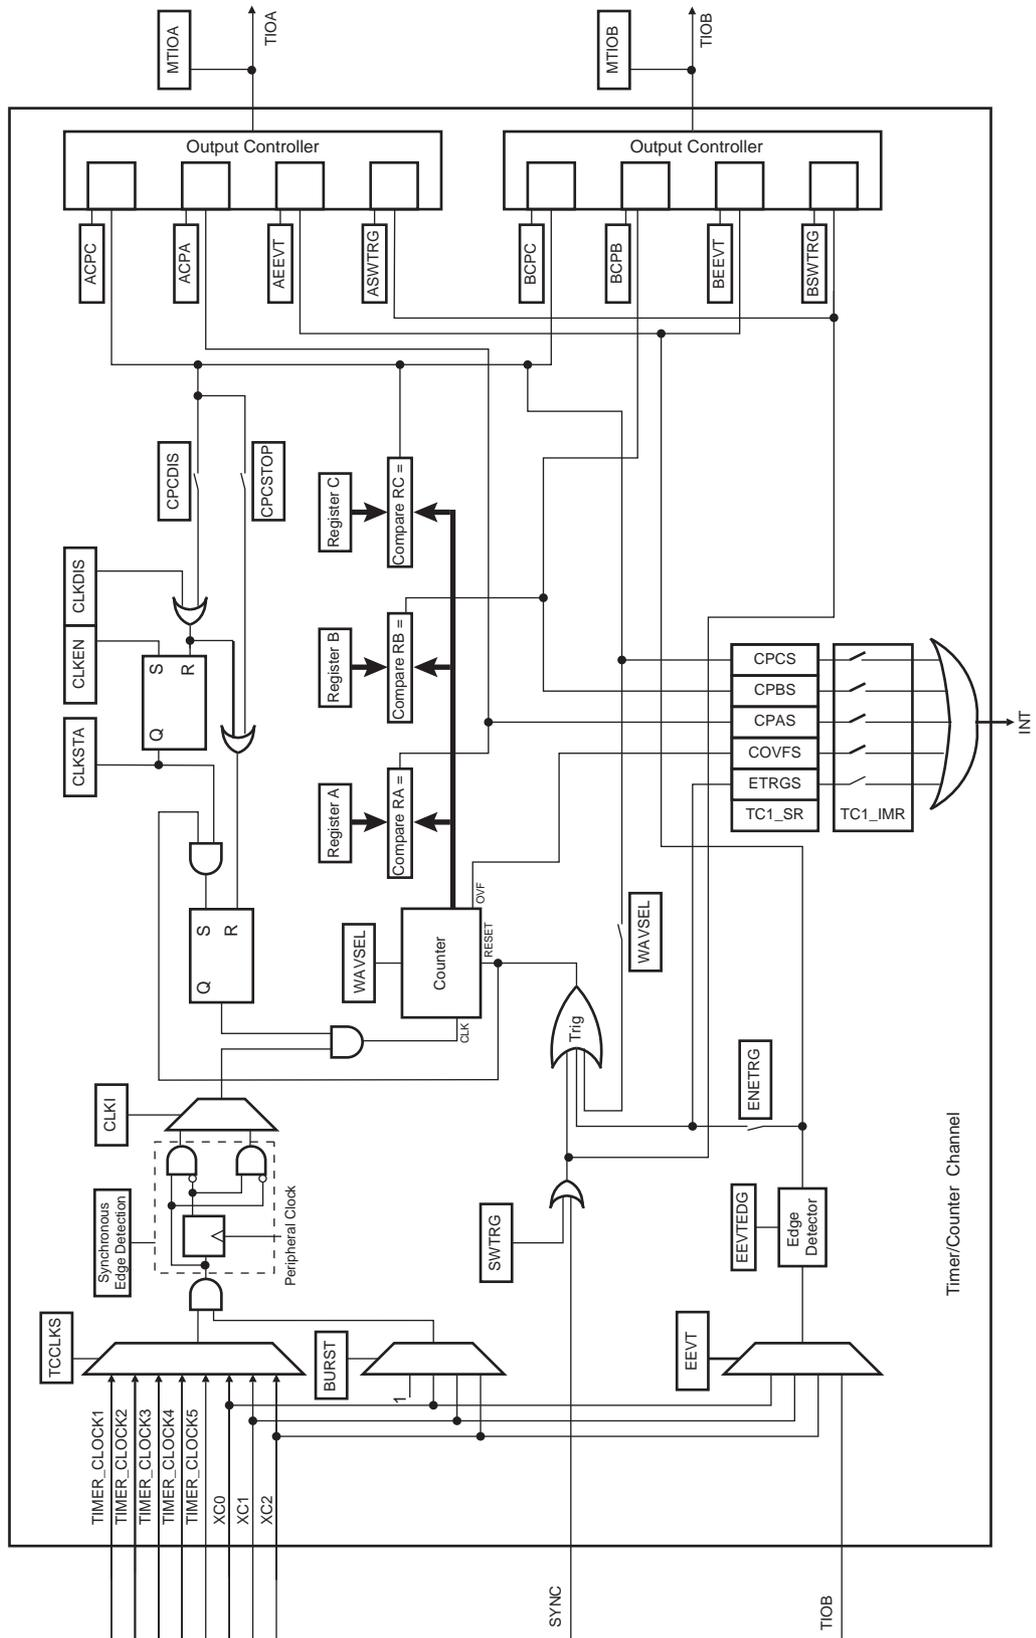 MTIOA
TIOA
MTIOB
TIOB
Output Controller
Output Controller
ACPC
ACPA
AEEVT
ASWTRG
BCPC
BCPB
BEEVT
BSWTRG
CPCDIS
CPCSTOP
Register C
Compare RC =
CLKDIS
CLKEN
CLKSTA
S
R
Q
Register B
Compare RB =
Register A
Compare RA =
CPCS
CPBS
CPAS
COVFS
ETRGS
TC1_SR
TC1_IMR
INT
S
R
Q
WAVSEL
Counter
OVF
RESET
CLK
WAVSEL
Trig
ENETRG
CLKI
Synchronous
Edge Detection
Peripheral Clock
SWTRG
EEVTEDG
Edge
Detector
Timer/Counter Channel
TCCLKS
BURST
1
EEVT
TIMER_CLOCK1
TIMER_CLOCK2
TIMER_CLOCK3
TIMER_CLOCK4
TIMER_CLOCK5
XC0
XC1
XC2
SYNC
TIOB